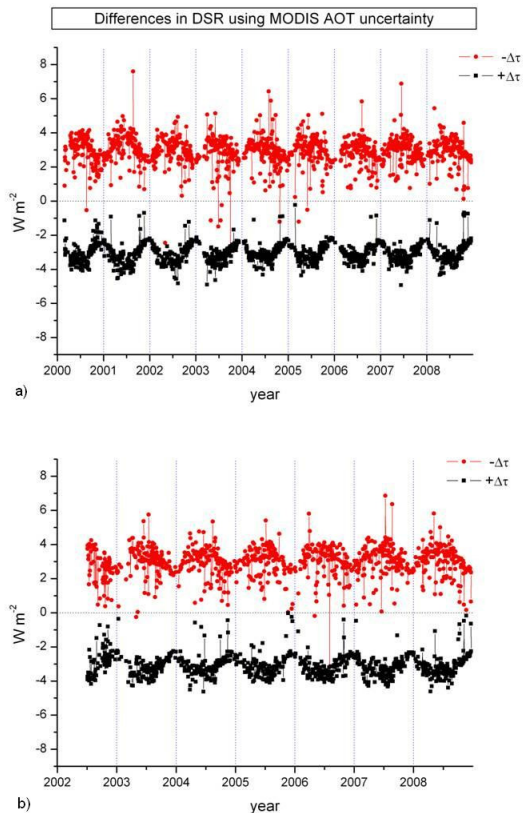 Differences in DSR using MODIS AOT uncertainty
-Δτ
+Δτ
8
6
4
2
0
-2
-4
-6
-8
W m-2
2000 2001 2002 2003 2004 2005 2006 2007 2008
year
a)
-Δτ
+Δτ
8
6
4
2
0
-2
-4
-6
-8
W m-2
2002 2003 2004 2005 2006 2007 2008
year
b)